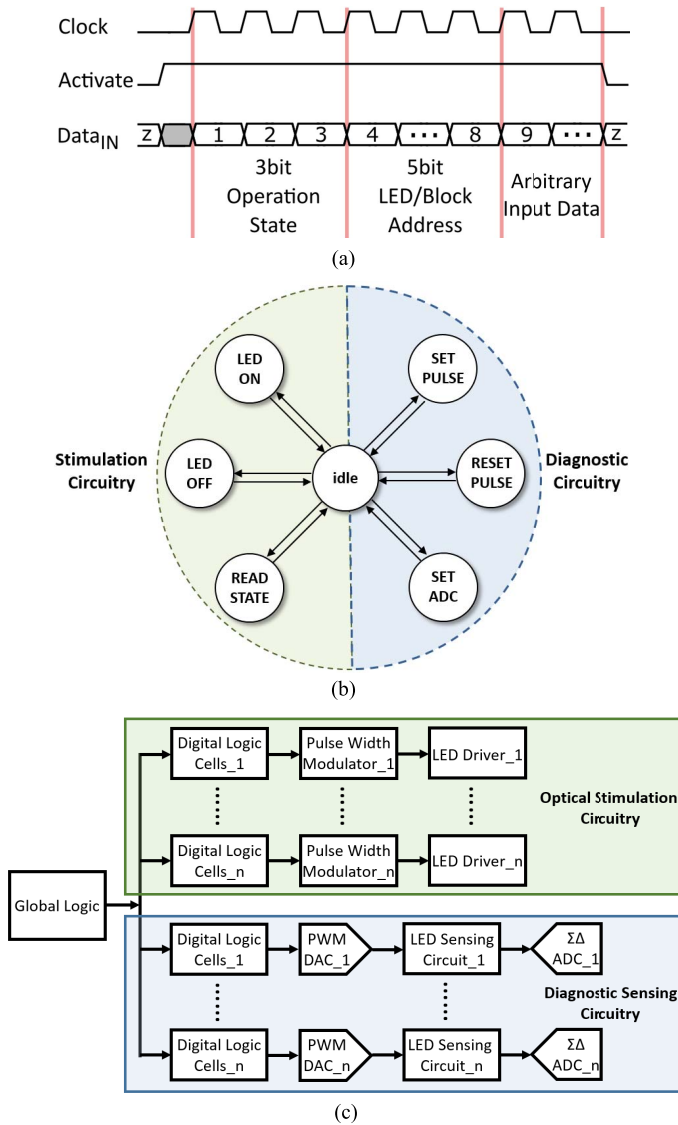 Clock
Activate
DataIN
z
1
2
3
4
···
8
9
···
z
3bit
Operation
State
5bit
LED/Block
Address
Arbitrary
Input Data
(a)
LED
ON
SET
PULSE
Stimulation
Circuitry
LED
OFF
idle
RESET
PULSE
Diagnostic
Circuitry
READ
STATE
SET
ADC
(b)
Digital Logic
Cells_1
Pulse Width
Modulator_1
LED Driver_1
Optical Stimulation
Circuitry
Digital Logic
Cells_n
Pulse Width
Modulator_n
LED Driver_n
Global Logic
Digital Logic
Cells_1
PWM
DAC_1
LED Sensing
Circuit_1
ΣΔ
ADC_1
Diagnostic Sensing
Circuitry
Digital Logic
Cells_n
PWM
DAC_n
LED Sensing
Circuit_n
ΣΔ
ADC_n
(c)